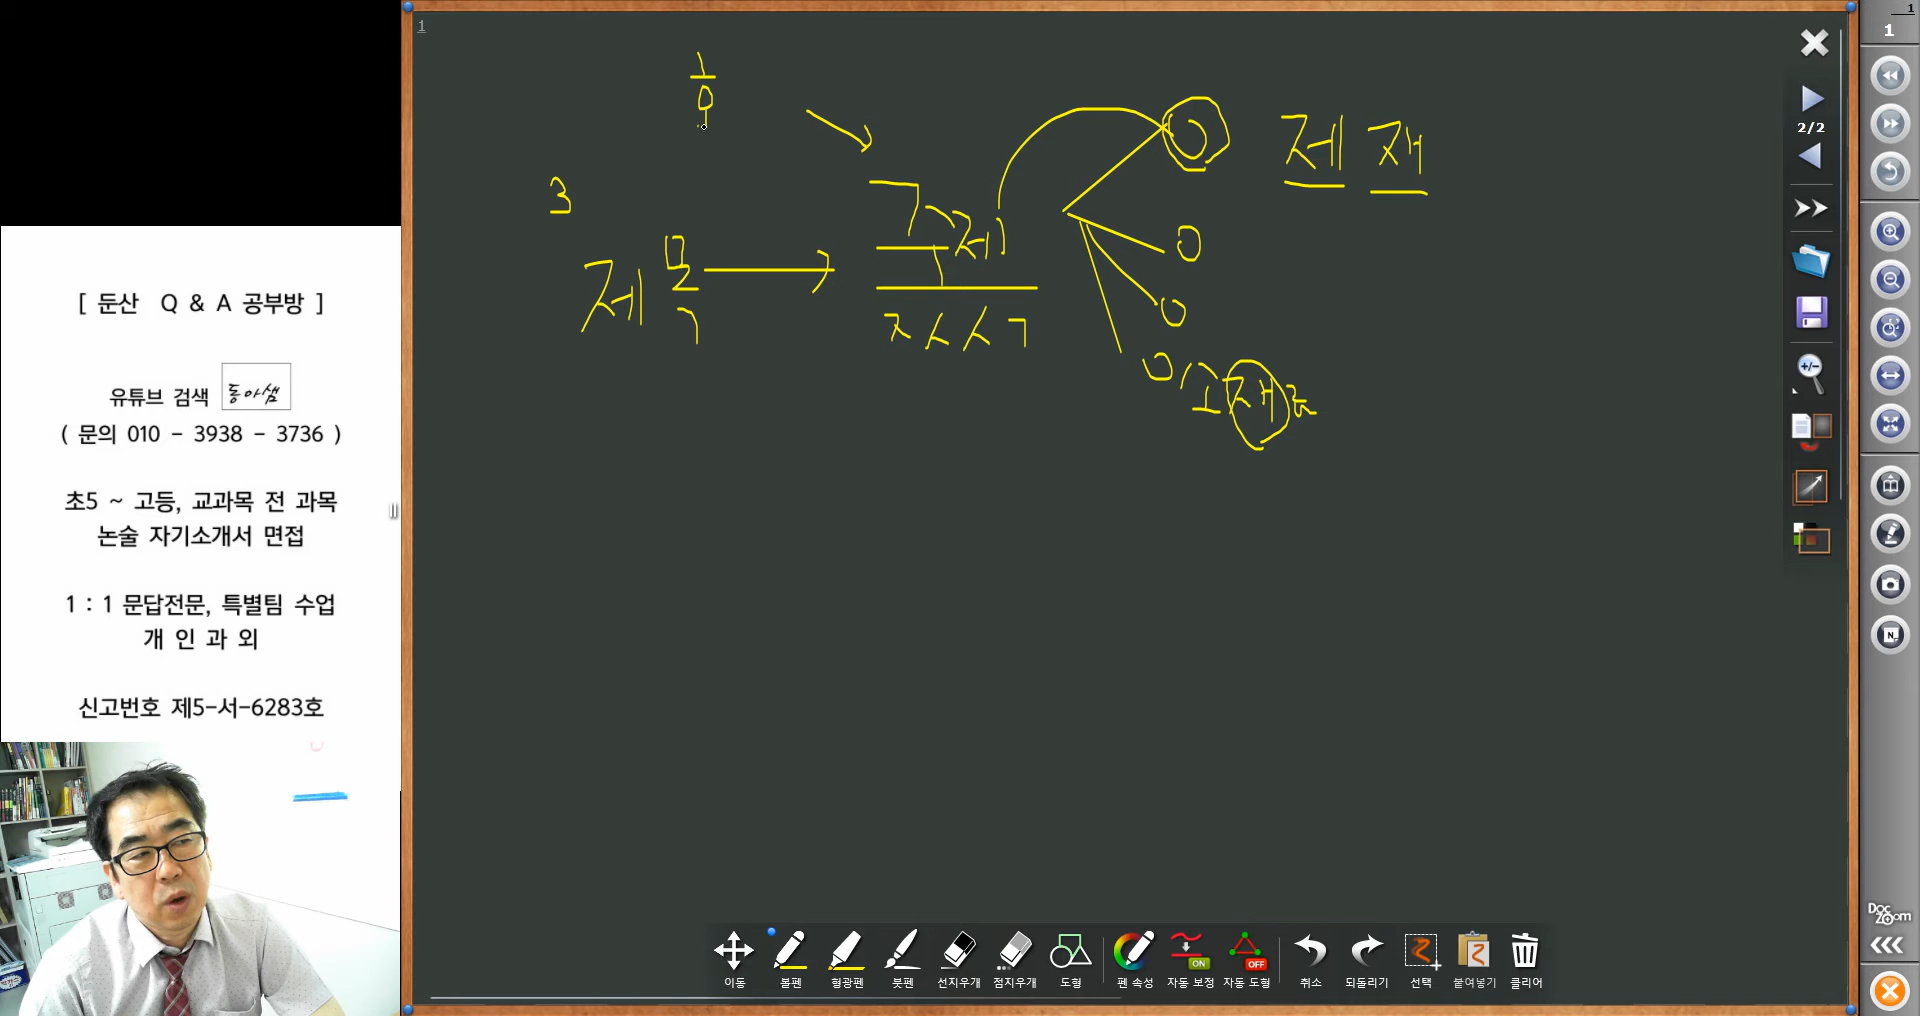 [ 둔산 Q & A 공부방 ]
유튜브 검색 동아샘
( 문의 010 - 3938 - 3736 )
초5 ~ 고등, 교과목 전 과목
논술 자기소개서 면접
1 : 1 문답전문, 특별팀 수업
개 인 과 외
신고번호 제5-서-6283호
1
3
제목
제재
1
1
2/2
+/-
N
Doc Zoom
이동
볼펜
형광펜
붓펜
선지우개
점지우개
도형
펜 속성
ON
자동 보정
OFF
자동 도형
취소
되돌리기
선택
붙여넣기
클리어